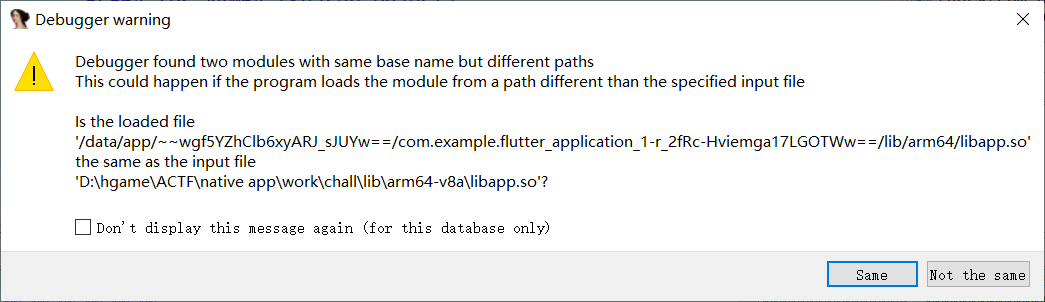 Debugger warning
Debugger found two modules with same base name but different paths
This could happen if the program loads the module from a path different than the specified input file
Is the loaded file
'/data/app/~~wgf5YZhClb6xyARJ_sJUYw==/com.example.flutter_application_1-r_2fRc-Hviemga17LGOTWw==/lib/arm64/libapp.so'
the same as the input file
'D:\hgame\ACTF\native app\work\chall\lib\arm64-v8a\libapp.so'?
Don't display this message again (for this database only)
Same
Not the same